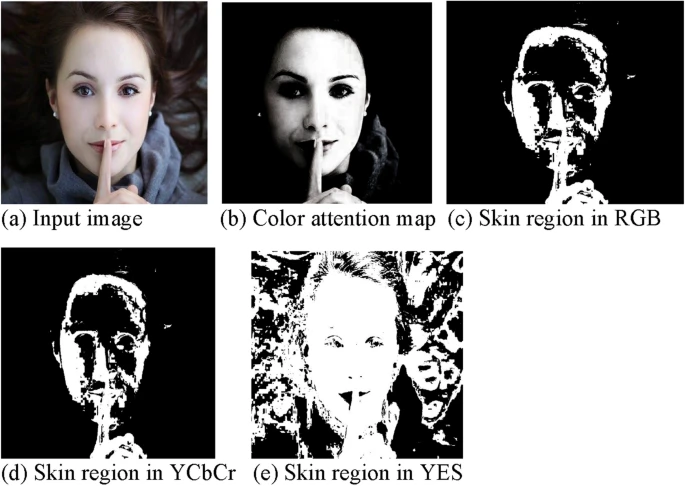 (a) Input image
(b) Color attention map
(c) Skin region in RGB
(d) Skin region in YCbCr
(e) Skin region in YES